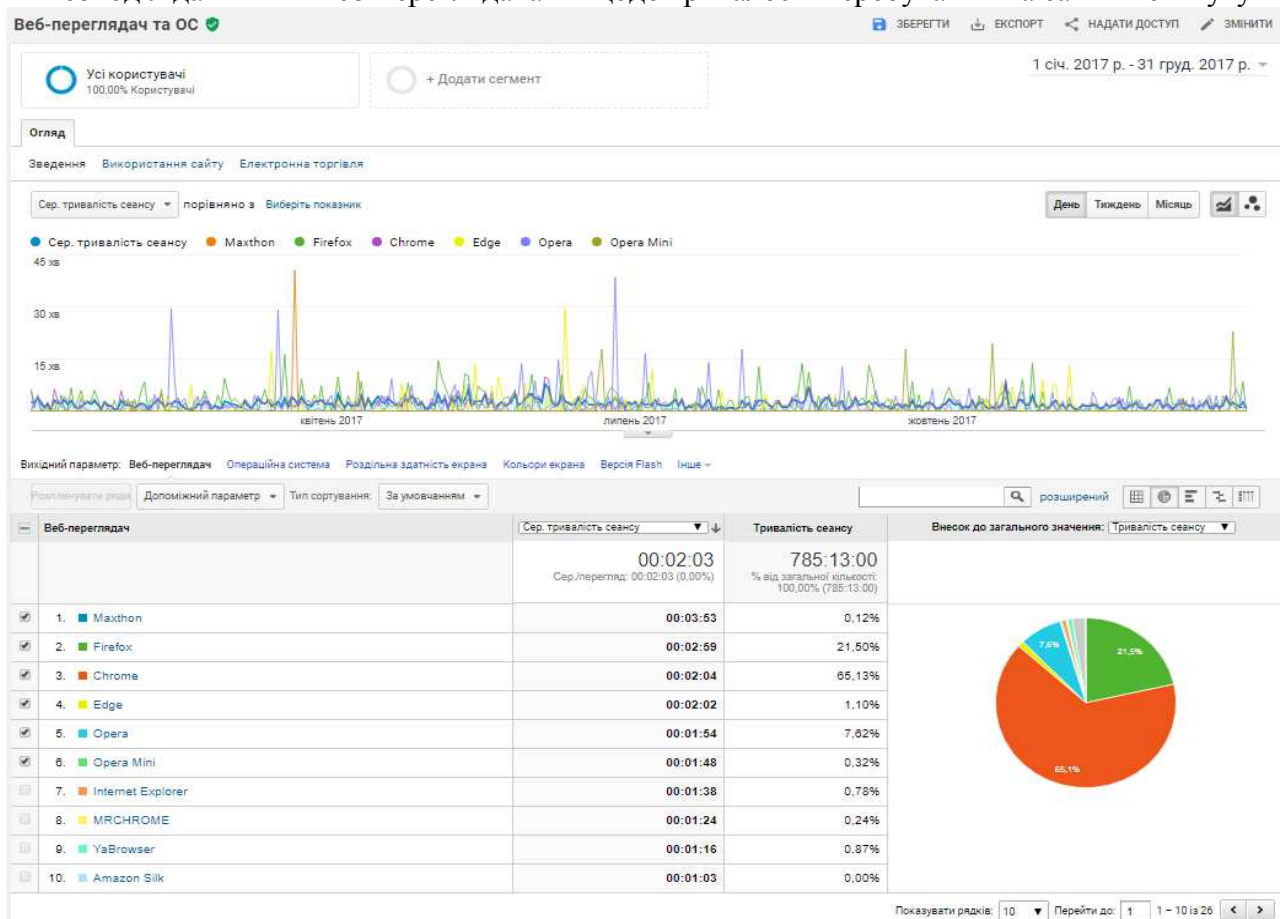 Веб-переглядач та ОС
ЗБЕРЕГТИ ЕКСПОРТ НАДАТИ ДОСТУП ЗМІНИТИ
Усі користувачі
100,00% Користувачі
+ Додати сегмент
1 січ. 2017 р. - 31 груд. 2017 р.
Огляд
Зведення Використання сайту Електронна торгівля
Сер. тривалість сеансу порівняно з Виберіть показник
День Тиждень Місяць
Сер. тривалість сеансу Maxthon Firefox Chrome Edge Opera Opera Mini
45 хв
30 хв
15 хв
квітень 2017 липень 2017 жовтень 2017
Вихідний параметр: Веб-переглядач Операційна система Роздільна здатність екрана Кольори екрана Версія Flash Інше
Допоміжний параметр Тип сортування: За умовчанням
розширений
Веб-переглядач Сер. тривалість сеансу Тривалість сеансу Внесок до загального значення: Тривалість сеансу
00:02:03 785:13:00
Сер./перегляд: 00:02:03 (0,00%) % від загальної кількості: 100,00% (785:13:00)
1. Maxthon 00:03:53 0,12%
2. Firefox 00:02:59 21,50%
3. Chrome 00:02:04 65,13%
4. Edge 00:02:02 1,10%
5. Opera 00:01:54 7,62%
6. Opera Mini 00:01:48 0,32%
7. Internet Explorer 00:01:38 0,78%
8. MRCHROME 00:01:24 0,24%
9. YaBrowser 00:01:16 0,87%
10. Amazon Silk 00:01:03 0,00%
7,6%
21,5%
65,1%
Показувати рядків: 10 Перейти до: 1 1 – 10 із 26